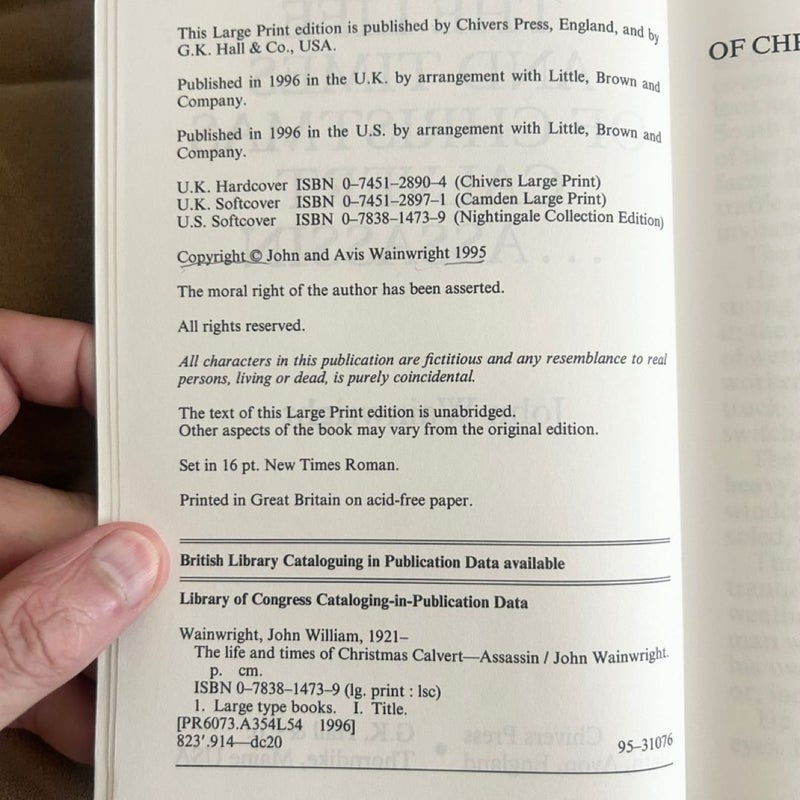 This Large Print edition is published by Chivers Press, England, and by
G.K. Hall & Co., USA.
Published in 1996 in the U.K. by arrangement with Little, Brown and
Company.
Published in 1996 in the U.S. by arrangement with Little, Brown and
Company.
U.K. Hardcover ISBN 0–7451–2890–4 (Chivers Large Print)
U.K. Softcover ISBN 0–7451–2897–1 (Camden Large Print)
U.S. Softcover ISBN 0–7838–1473–9 (Nightingale Collection Edition)
Copyright © John and Avis Wainwright 1995
The moral right of the author has been asserted.
All rights reserved.
All characters in this publication are fictitious and any resemblance to real
persons, living or dead, is purely coincidental.
The text of this Large Print edition is unabridged.
Other aspects of the book may vary from the original edition.
Set in 16 pt. New Times Roman.
Printed in Great Britain on acid-free paper.
British Library Cataloguing in Publication Data available
Library of Congress Cataloging-in-Publication Data
Wainwright, John William, 1921–
The life and times of Christmas Calvert—Assassin / John Wainwright.
p. cm.
ISBN 0–7838–1473–9 (lg. print : lsc)
1. Large type books. I. Title.
[PR6073.A354L54 1996]
823′.914—dc20
95–31076
OF CHR